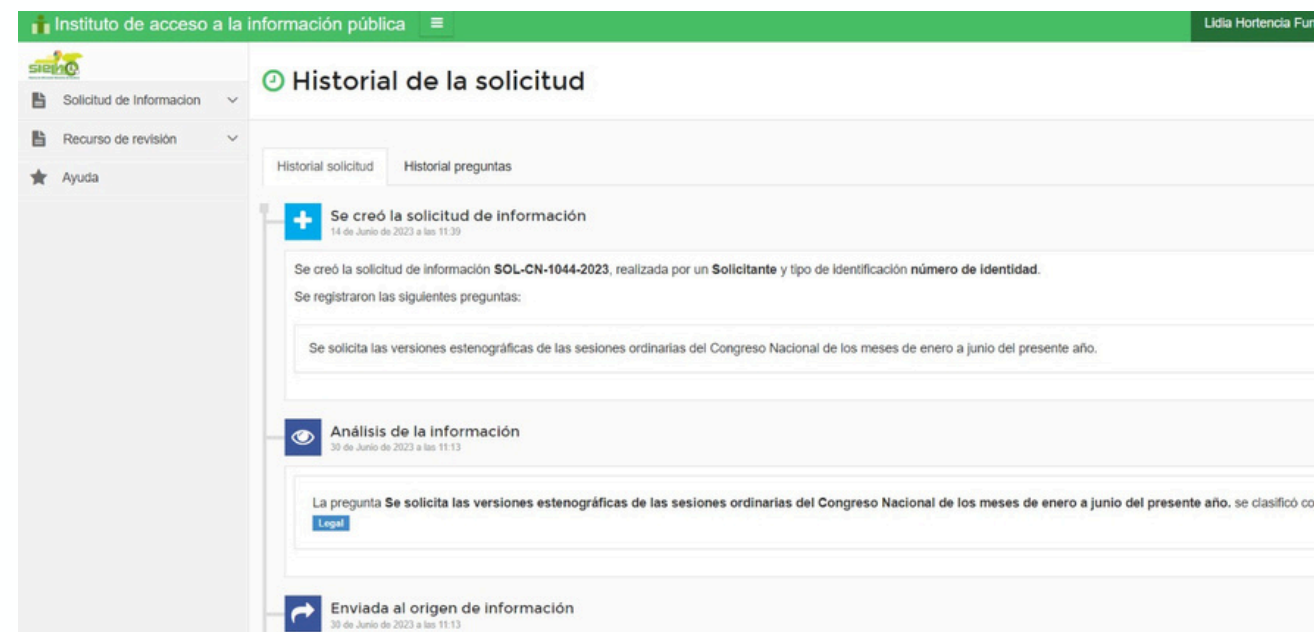 Instituto de acceso a la información pública
Lidia Hortencia Fur
Solicitud de Informacion
Recurso de revisión
Ayuda
Historial de la solicitud
Historial solicitud
Historial preguntas
Se creó la solicitud de información
14 de Junio de 2023 a las 11:39
Se creó la solicitud de información SOL-CN-1044-2023, realizada por un Solicitante y tipo de identificación número de identidad.
Se registraron las siguientes preguntas:
Se solicita las versiones estenográficas de las sesiones ordinarias del Congreso Nacional de los meses de enero a junio del presente año.
Análisis de la información
30 de Junio de 2023 a las 11:13
La pregunta Se solicita las versiones estenográficas de las sesiones ordinarias del Congreso Nacional de los meses de enero a junio del presente año. se clasificó co
Legal
Enviada al origen de información
30 de Junio de 2023 a las 11:13